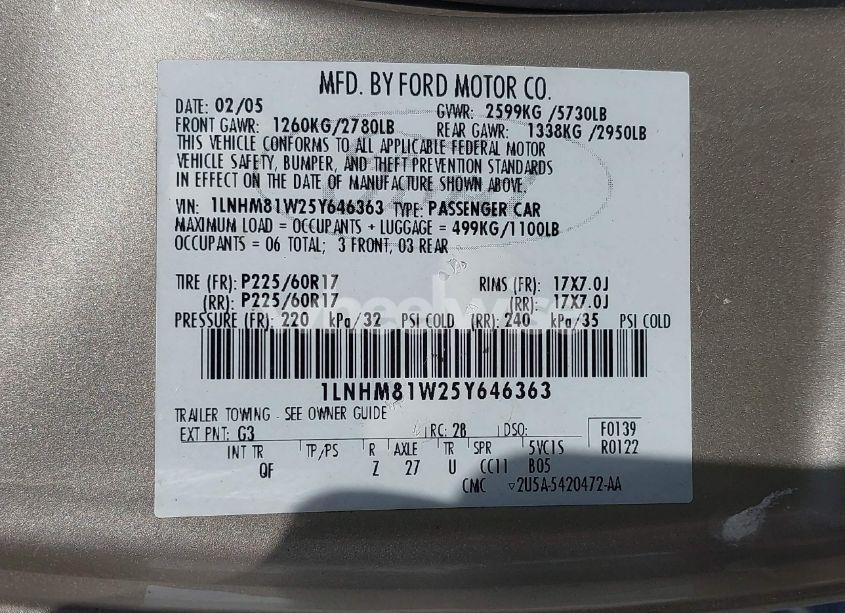 MFD. BY FORD MOTOR CO.
DATE: 02/05 GVWR: 2599KG /5730LB
FRONT GAWR: 1260KG/2780LB REAR GAWR: 1338KG /2950LB
THIS VEHICLE CONFORMS TO ALL APPLICABLE FEDERAL MOTOR
VEHICLE SAFETY, BUMPER, AND THEFT PREVENTION STANDARDS
IN EFFECT ON THE DATE OF MANUFACTURE SHOWN ABOVE.
VIN: 1LNHM81W25Y646363 TYPE: PASSENGER CAR
MAXIMUM LOAD = OCCUPANTS + LUGGAGE = 499KG/1100LB
OCCUPANTS = 06 TOTAL; 3 FRONT, 03 REAR
TIRE (FR): P225/60R17 RIMS (FR): 17X7.0J
(RR): P225/60R17 (RR): 17X7.0J
PRESSURE (FR): 220 kPa/32 PSI COLD (RR): 240 kPa/35 PSI COLD
1LNHM81W25Y646363
TRAILER TOWING - SEE OWNER GUIDE
EXT PNT: G3 RC: 28 DSO: F0139
INT TR TP/PS R AXLE TR SPR 5VC1S R0122
QF Z 27 U CC11 B05
CMC ▽2U5A-5420472-AA